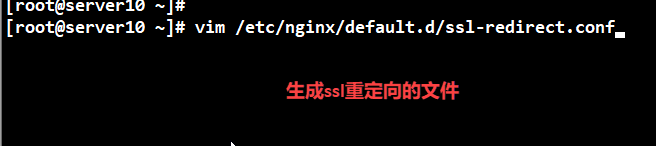 [root@server10 ~]#
[root@server10 ~]# vim /etc/nginx/default.d/ssl-redirect.conf
生成ssl重定向的文件